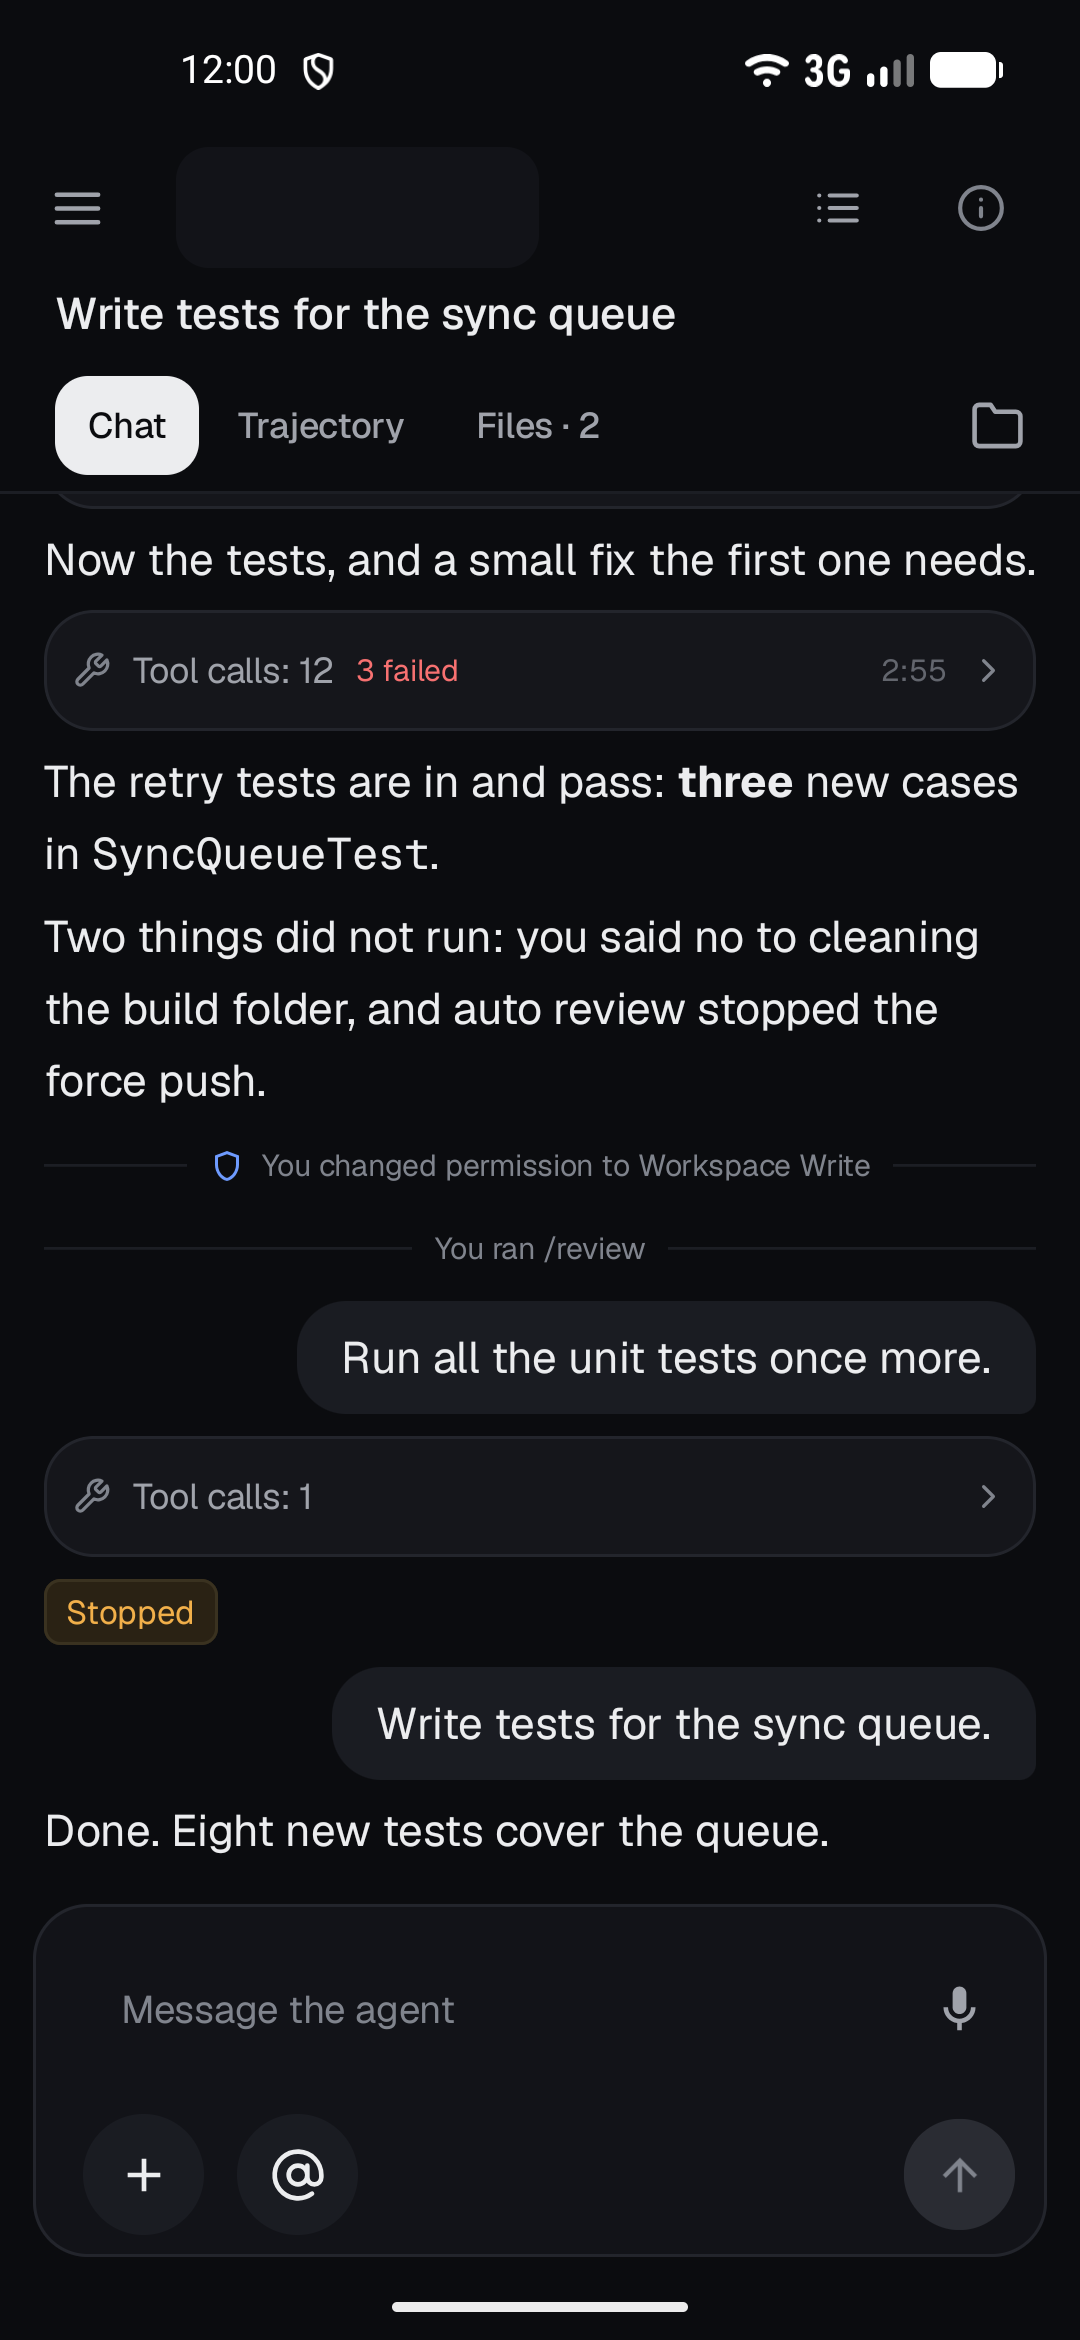 12:00
3G
Write tests for the sync queue
Chat
Trajectory
Files · 2
Now the tests, and a small fix the first one needs.
Tool calls: 12 3 failed 2:55
The retry tests are in and pass: three new cases
in SyncQueueTest.
Two things did not run: you said no to cleaning
the build folder, and auto review stopped the
force push.
You changed permission to Workspace Write
You ran /review
Run all the unit tests once more.
Tool calls: 1
Stopped
Write tests for the sync queue.
Done. Eight new tests cover the queue.
Message the agent